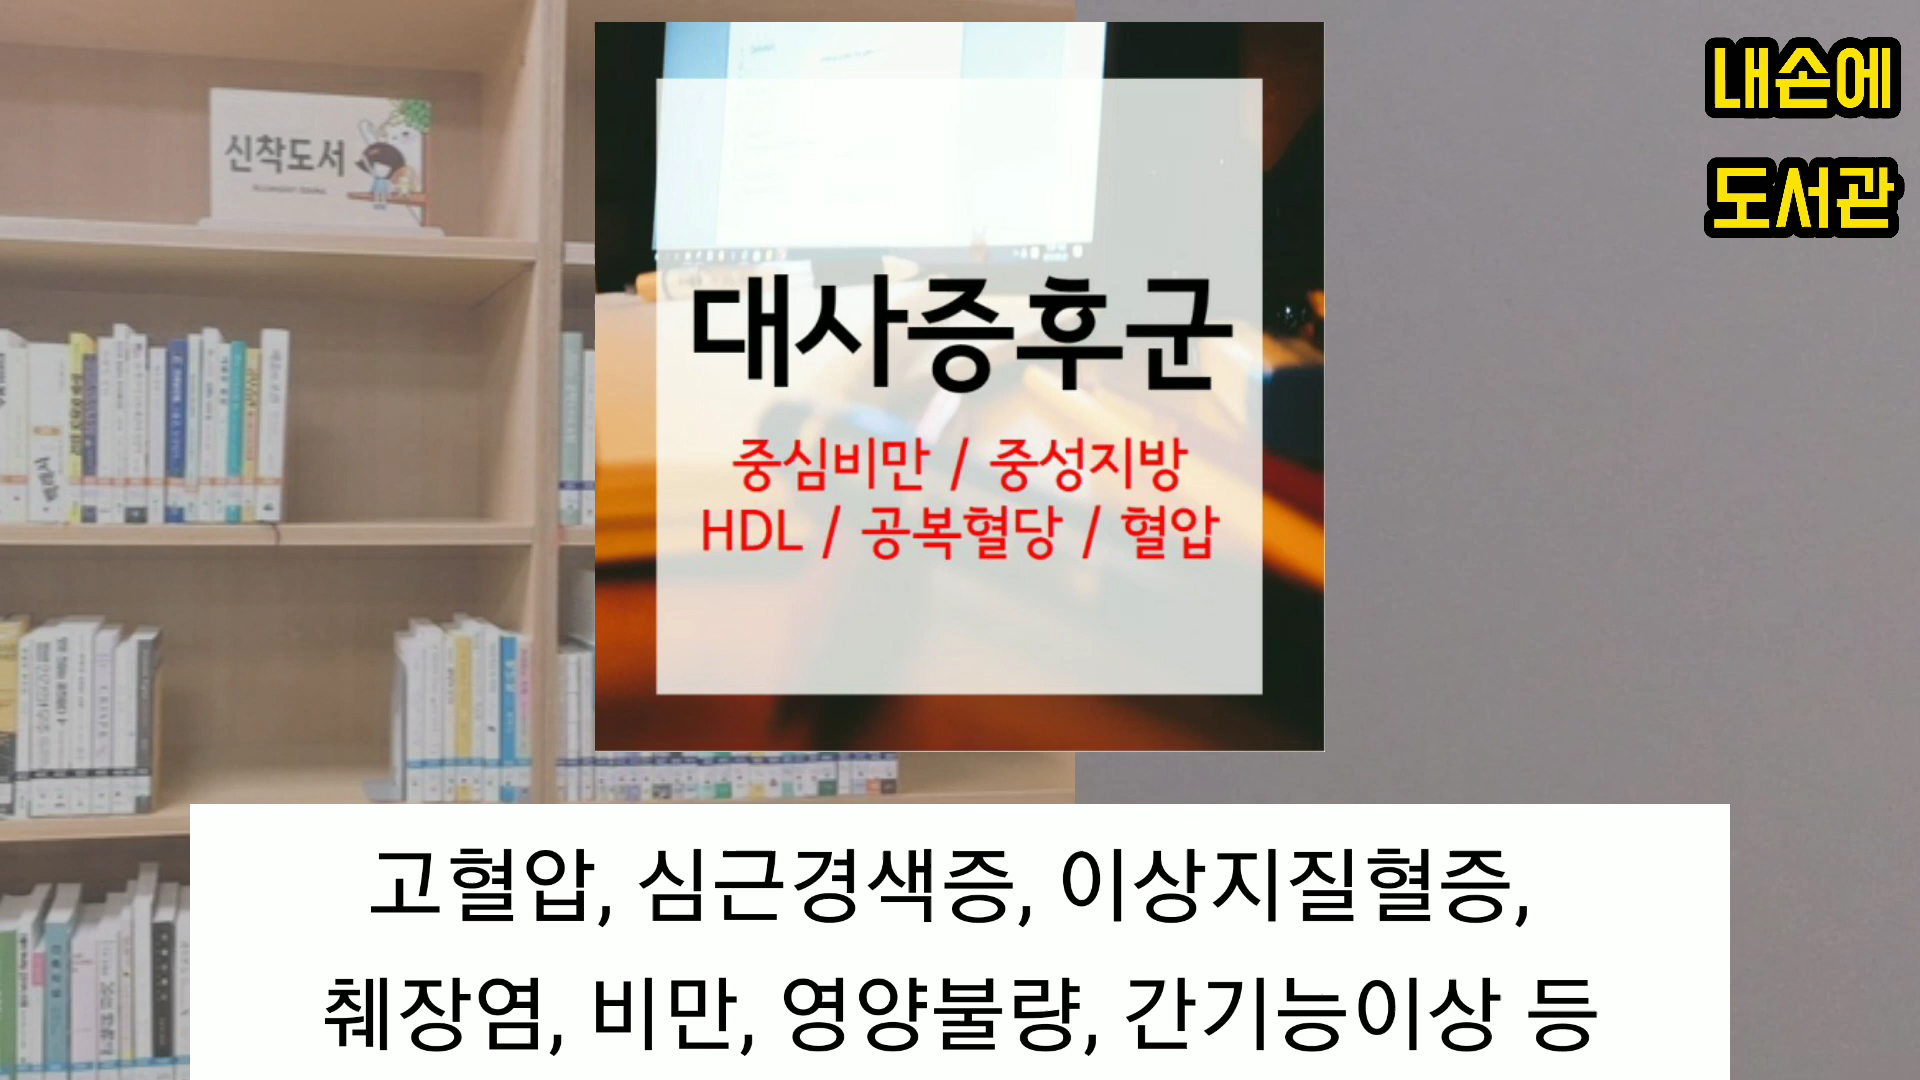 내손에
도서관
신착도서
대사증후군
중심비만 / 중성지방
HDL / 공복혈당 / 혈압
고혈압, 심근경색증, 이상지질혈증,
췌장염, 비만, 영양불량, 간기능이상 등